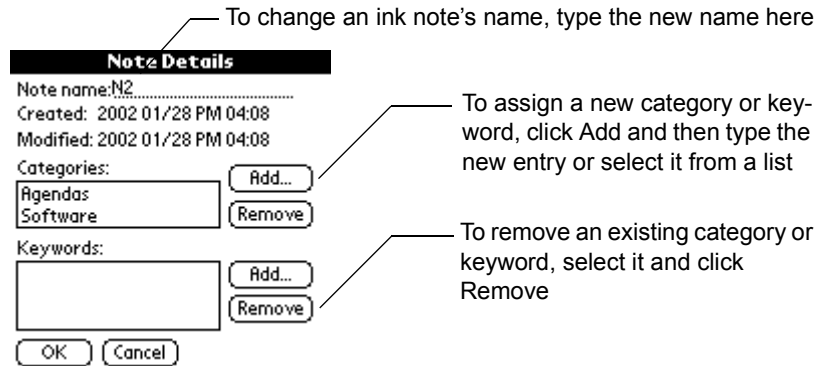 To change an ink note's name, type the new name here
Note Details
Note name: N2
Created: 2002 01/28 PM 04:08
Modified: 2002 01/28 PM 04:08
Categories:
Add...
Agendas
Software
Remove
To assign a new category or key-
word, click Add and then type the
new entry or select it from a list
Keywords:
Add...
Remove
To remove an existing category or
keyword, select it and click
Remove
OK
Cancel